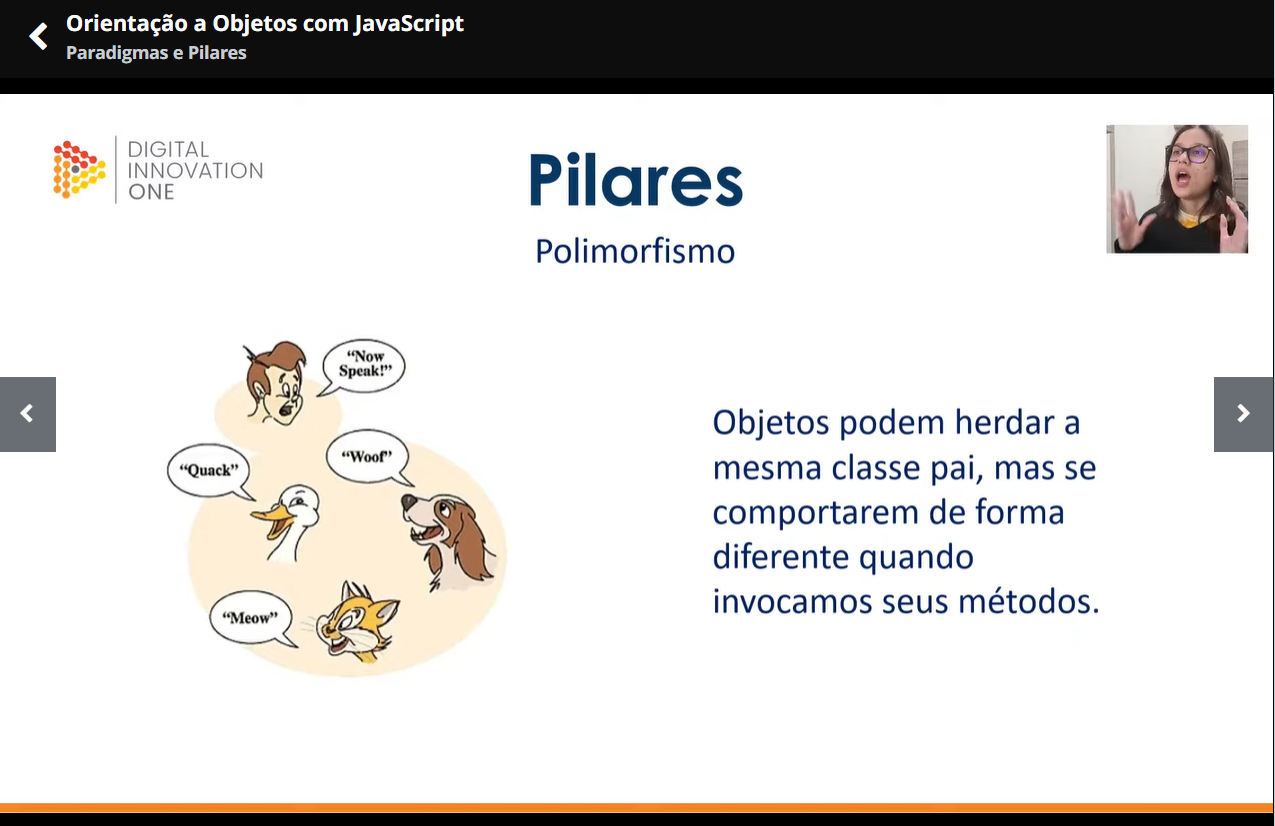 Orientação a Objetos com JavaScript
Paradigmas e Pilares
DIGITAL
INNOVATION
ONE
Pilares
Polimorfismo
“Now
Speak!”
“Quack”
“Woof”
“Meow”
Objetos podem herdar a
mesma classe pai, mas se
comportarem de forma
diferente quando
invocamos seus métodos.